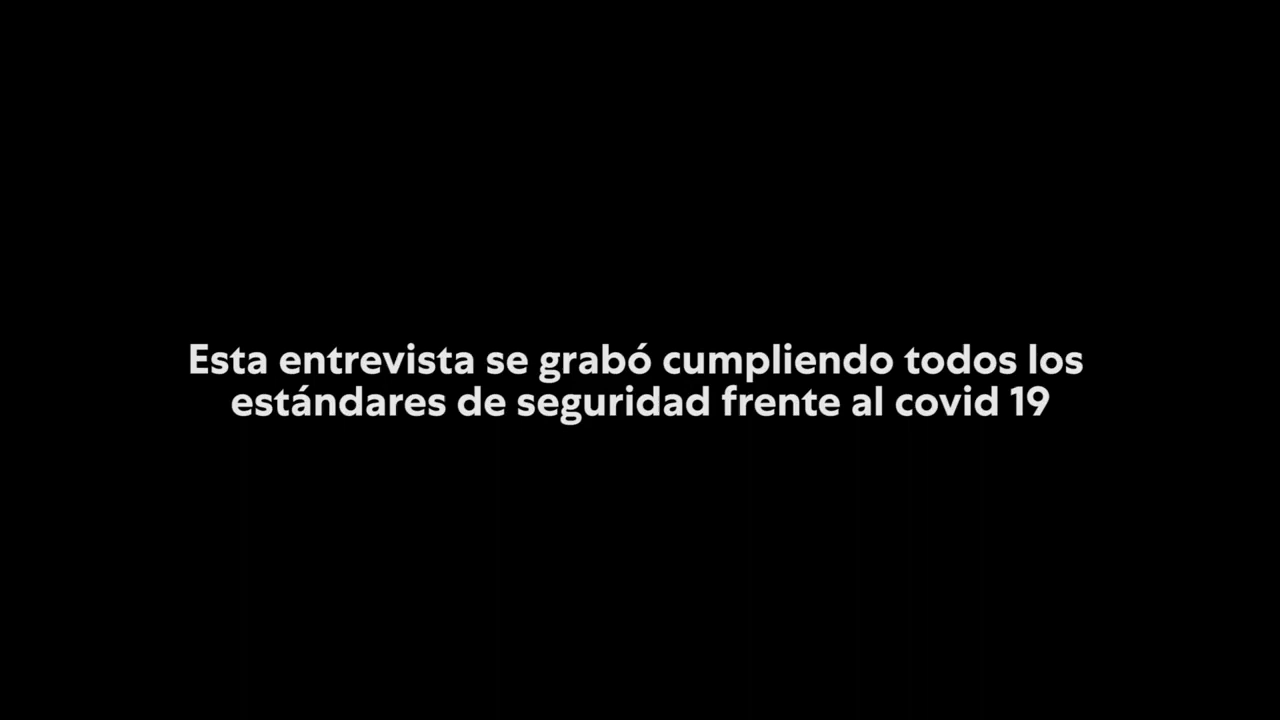 Esta entrevista se grabó cumpliendo todos los
estándares de seguridad frente al covid 19